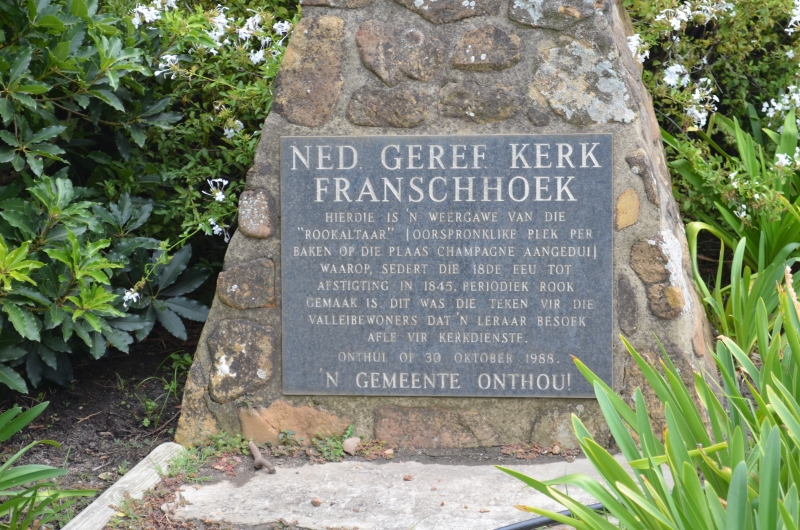 NED. GEREF KERK
FRANSCHHOEK
HIERDIE IS 'N WEERGAWE VAN DIE
"ROOKALTAAR" |OORSPRONKLIKE PLEK PER
BAKEN OP DIE PLAAS CHAMPAGNE AANGEDUI|
WAAROP, SEDERT DIE 18DE EEU TOT
AFSTIGTING IN 1845, PERIODIEK ROOK
GEMAAK IS. DIT WAS DIE TEKEN VIR DIE
VALLEIBEWONERS DAT 'N LERAAR BESOEK
AFLE VIR KERKDIENSTE.
ONTHUL OP 30 OKTOBER 1988.
'N GEMEENTE ONTHOU!